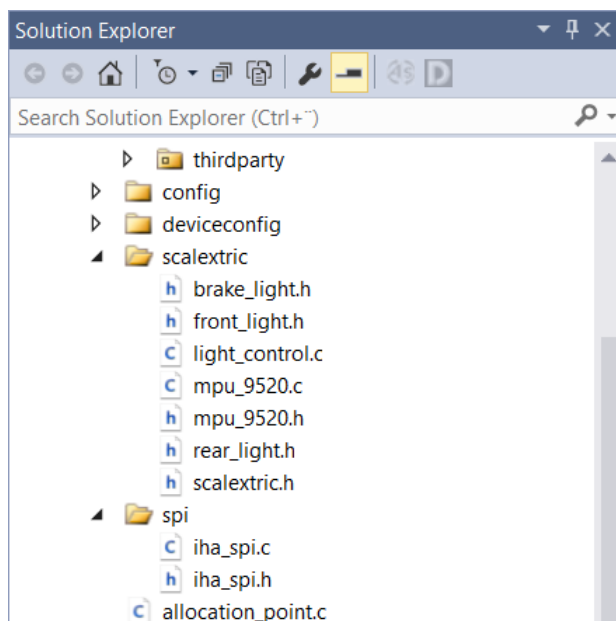 Solution Explorer
Search Solution Explorer (Ctrl+¨)
thirdparty
config
deviceconfig
scalextric
brake_light.h
front_light.h
light_control.c
mpu_9520.c
mpu_9520.h
rear_light.h
scalextric.h
spi
iha_spi.c
iha_spi.h
allocation_point.c